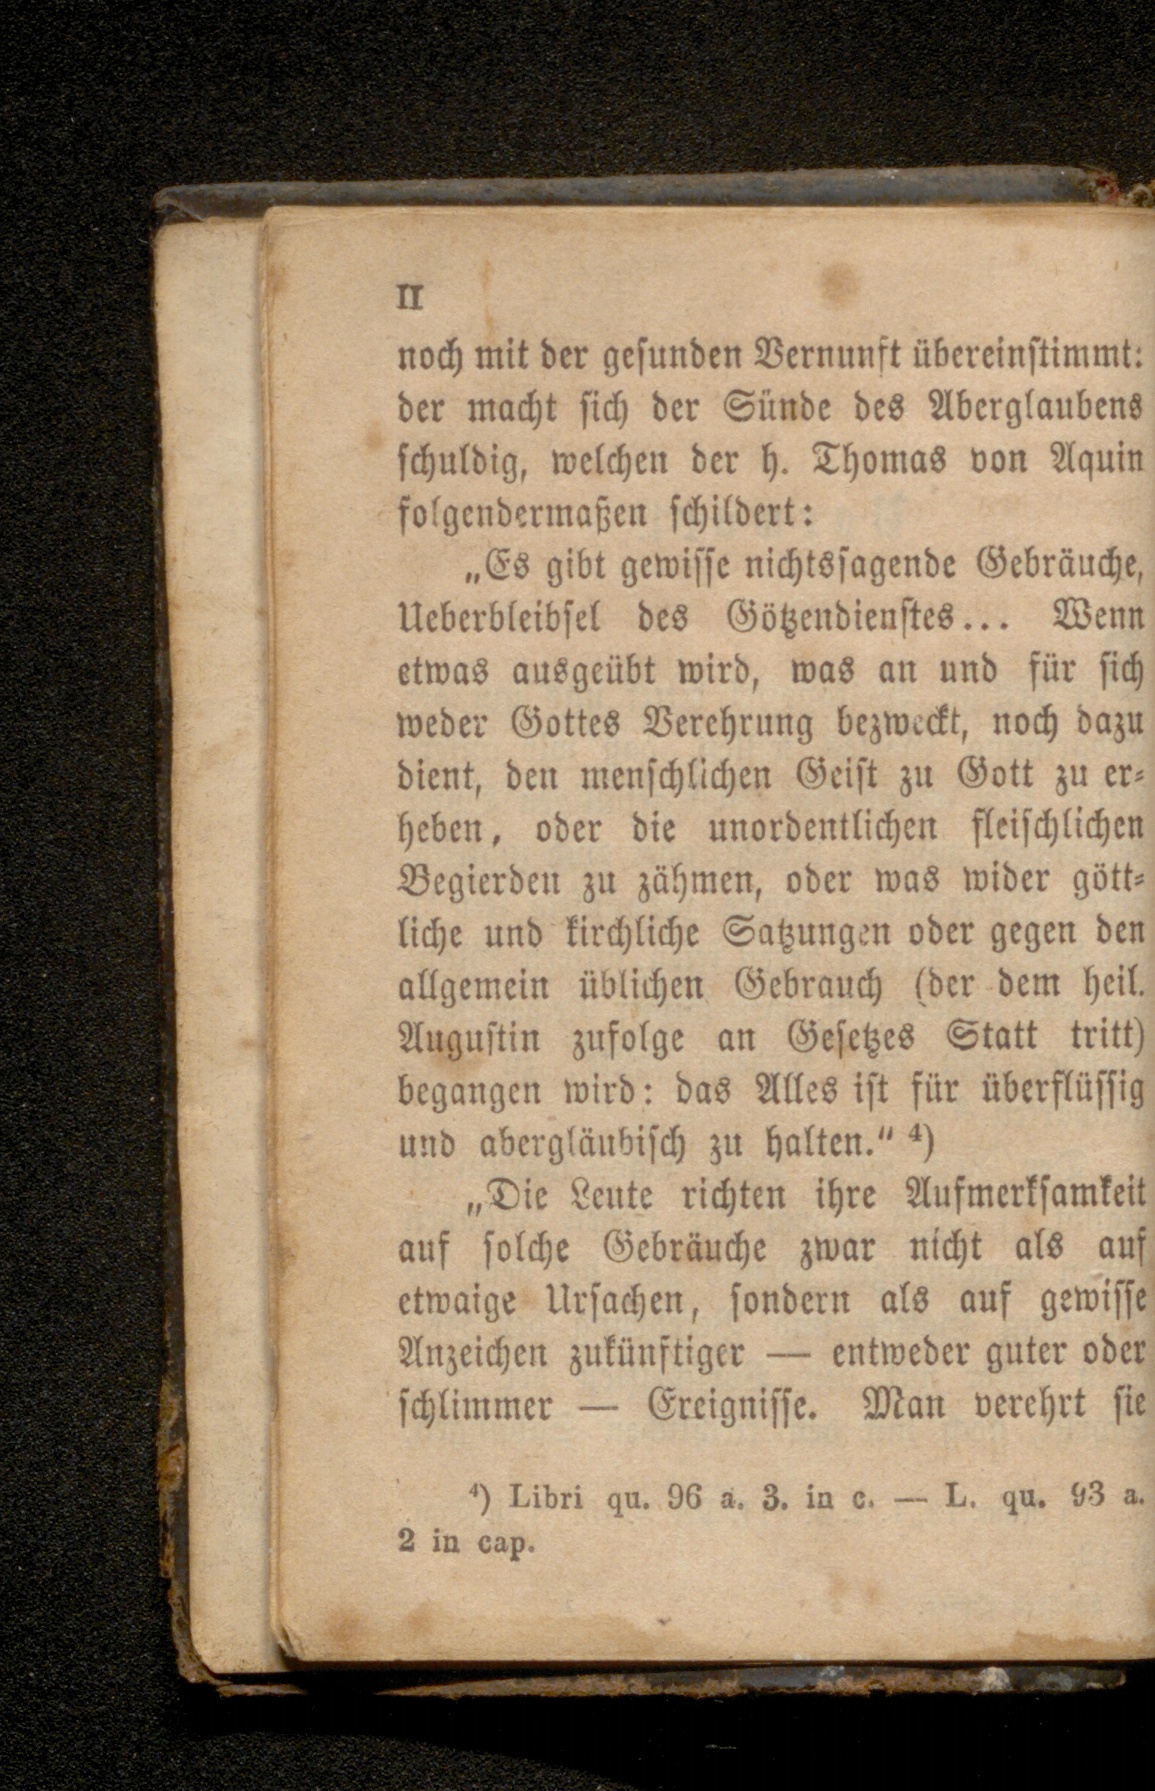 II
noch mit der gesunden Vernunft übereinstimmt:
der macht sich der Sünde des Aberglaubens
schuldig, welchen der h. Thomas von Aquin
folgendermaßen schildert:
„Es gibt gewisse nichtssagende Gebräuche,
Ueberbleibsel des Götzendienstes... Wenn
etwas ausgeübt wird, was an und für sich
weder Gottes Verehrung bezweckt, noch dazu
dient, den menschlichen Geist zu Gott zu er-
heben, oder die unordentlichen fleischlichen
Begierden zu zähmen, oder was wider gött-
liche und kirchliche Satzungen oder gegen den
allgemein üblichen Gebrauch (der dem heil.
Augustin zufolge an Gesetzes Statt tritt)
begangen wird: das Alles ist für überflüssig
und abergläubisch zu halten.“ ⁴)
„Die Leute richten ihre Aufmerksamkeit
auf solche Gebräuche zwar nicht als auf
etwaige Ursachen, sondern als auf gewisse
Anzeichen zukünftiger — entweder guter oder
schlimmer — Ereignisse. Man verehrt sie
⁴) Libri qu. 96 a. 3. in c. — L. qu. 93 a.
2 in cap.